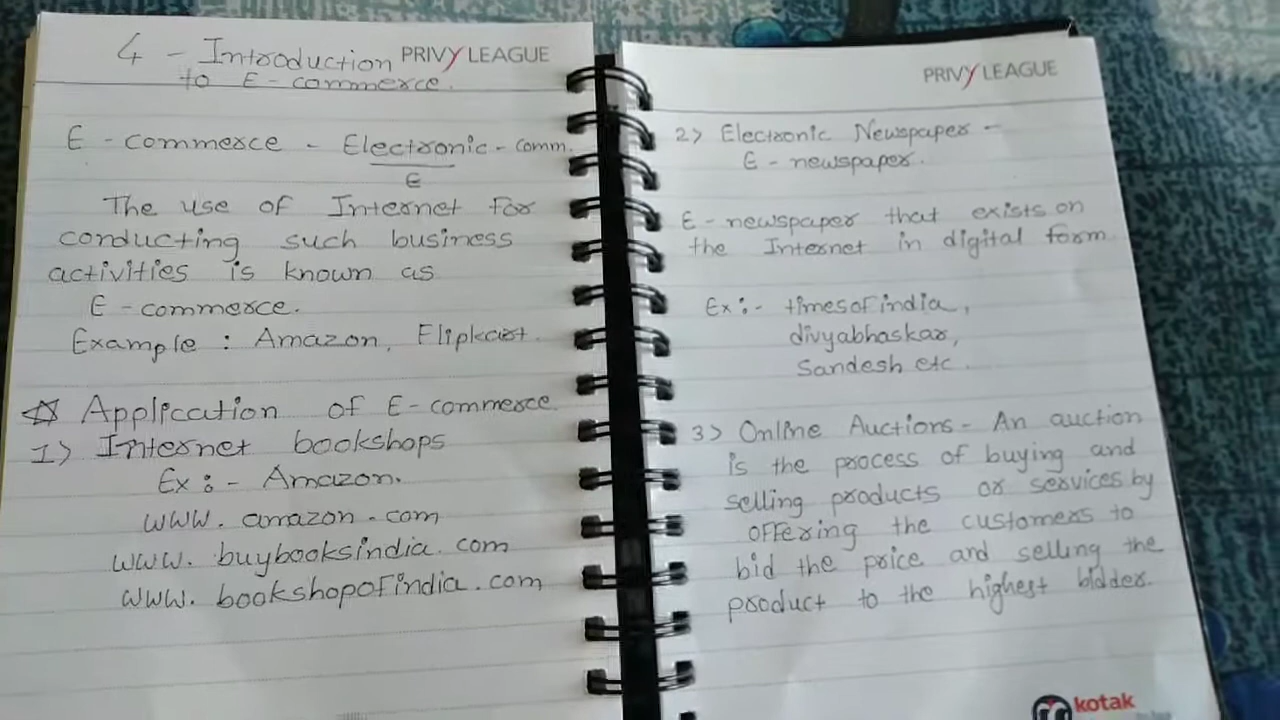 4 - Introduction PRIVY LEAGUE
to E - commerce.
E - commerce - Electronic - comm.
E
The use of Internet for
conducting such business
activities is known as
E - commerce.
Example : Amazon, Flipkart.
☆ Application of E - commerce
1> Internet bookshops
Ex :- Amazon.
www. amazon . com
www. buybooksindia. com
www. bookshopofindia . com
PRIVY LEAGUE
2> Electronic Newspaper -
E - newspaper.
E - newspaper that exists on
the Internet in digital form
Ex :- timesofindia,
divyabhaskar,
Sandesh etc.
3> Online Auctions - An auction
is the process of buying and
selling products or services by
offering the customers to
bid the price and selling the
product to the highest bidder.
kotak